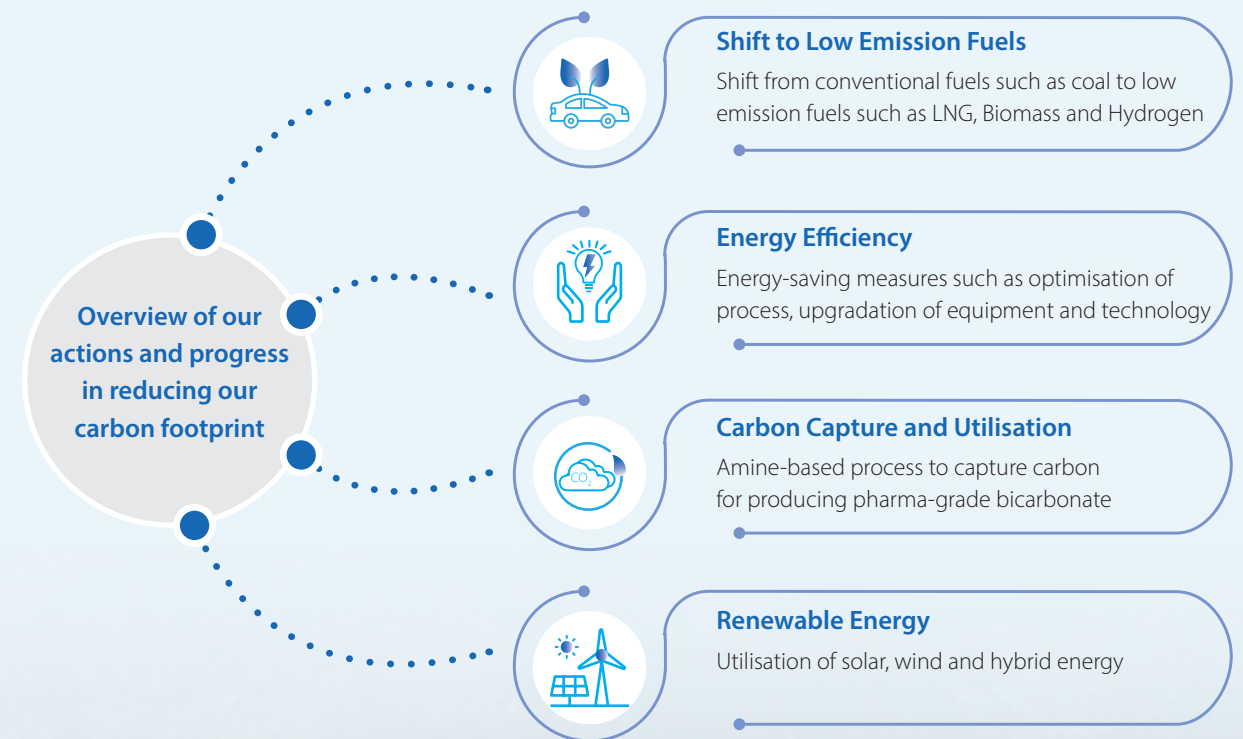 Overview of our
actions and progress
in reducing our
carbon footprint
Shift to Low Emission Fuels
Shift from conventional fuels such as coal to low
emission fuels such as LNG, Biomass and Hydrogen
Energy Efficiency
Energy-saving measures such as optimisation of
process, upgradation of equipment and technology
CO₂
Carbon Capture and Utilisation
Amine-based process to capture carbon
for producing pharma-grade bicarbonate
Renewable Energy
Utilisation of solar, wind and hybrid energy